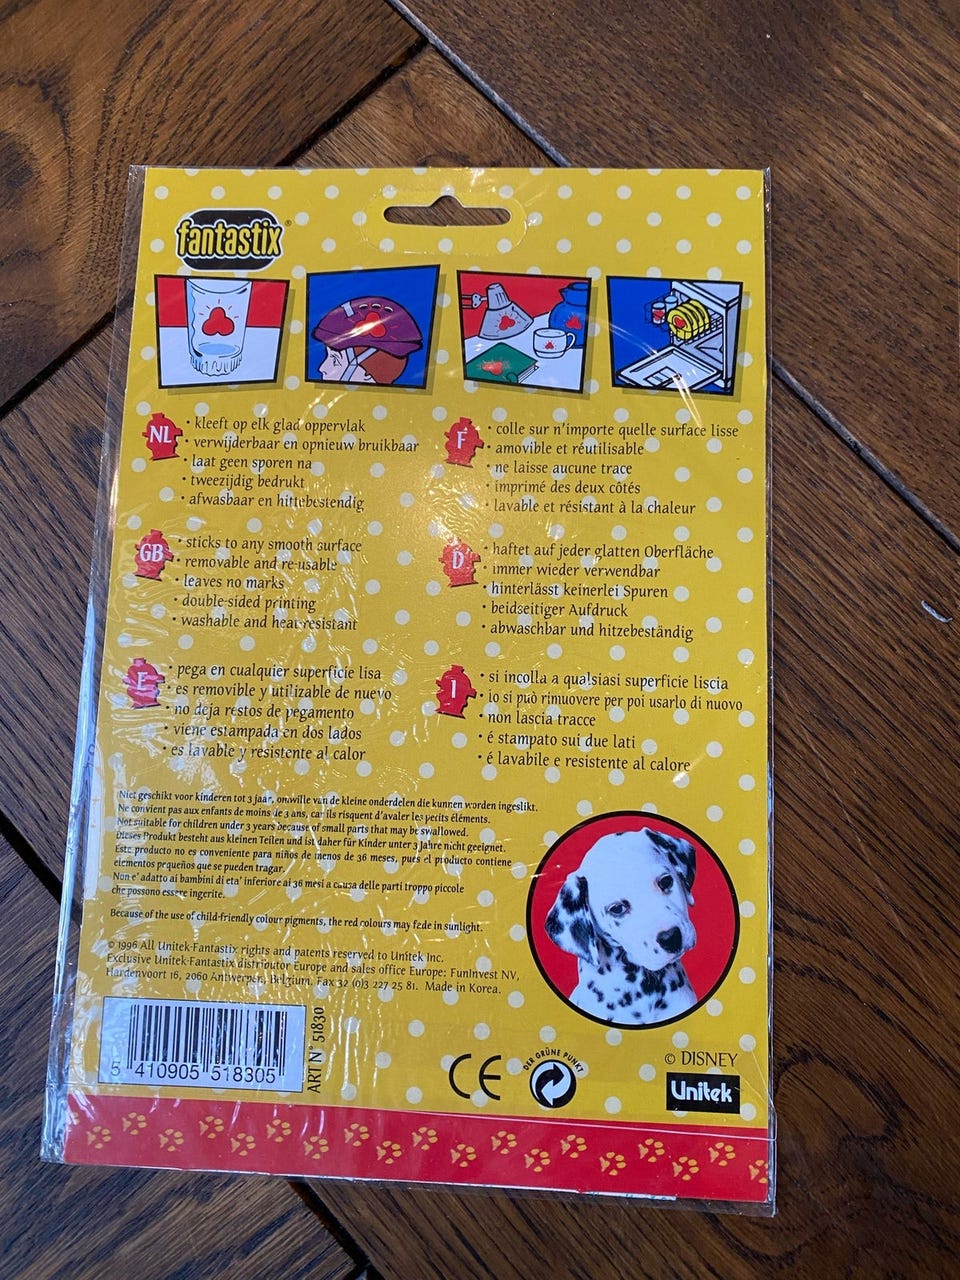 fantastix®
NL
• kleeft op elk glad oppervlak
• verwijderbaar en opnieuw bruikbaar
• laat geen sporen na
• tweezijdig bedrukt
• afwasbaar en hittebestendig
F
• colle sur n'importe quelle surface lisse
• amovible et réutilisable
• ne laisse aucune trace
• imprimé des deux côtés
• lavable et résistant à la chaleur
GB
• sticks to any smooth surface
• removable and re-usable
• leaves no marks
• double-sided printing
• washable and heat-resistant
D
• haftet auf jeder glatten Oberfläche
• immer wieder verwendbar
• hinterlässt keinerlei Spuren
• beidseitiger Aufdruck
• abwaschbar und hitzebeständig
E
• pega en cualquier superficie lisa
• es removible y utilizable de nuevo
• no deja restos de pegamento
• viene estampada en dos lados
• es lavable y resistente al calor
I
• si incolla a qualsiasi superficie liscia
• lo si può rimuovere per poi usarlo di nuovo
• non lascia tracce
• é stampato sui due lati
• é lavabile e resistente al calore
Niet geschikt voor kinderen tot 3 jaar, omwille van de kleine onderdelen die kunnen worden ingeslikt.
Ne convient pas aux enfants de moins de 3 ans, car ils risquent d'avaler les petits éléments.
Not suitable for children under 3 years because of small parts that may be swallowed.
Dieses Produkt besteht aus kleinen Teilen und ist daher für Kinder unter 3 Jahre nicht geeignet.
Este producto no es conveniente para niños de menos de 36 meses, pués el producto contiene
elementos pequeños que se pueden tragar.
Non e' adatto ai bambini di eta' inferiore ai 36 mesi a causa delle parti troppo piccole
che possono essere ingerite.
Because of the use of child-friendly colour pigments, the red colours may fade in sunlight.
© 1996 All Unitek-Fantastix rights and patents reserved to Unitek Inc.
Exclusive Unitek-Fantastix distributor Europe and sales office Europe: FunInvest NV,
Hardenvoort 16, 2060 Antwerpen, Belgium. Fax 32 (0)3 227 25 81. Made in Korea.
5 410905 518305
ART N° 51830
CE
DER GRÜNE PUNKT
© DISNEY
Unitek